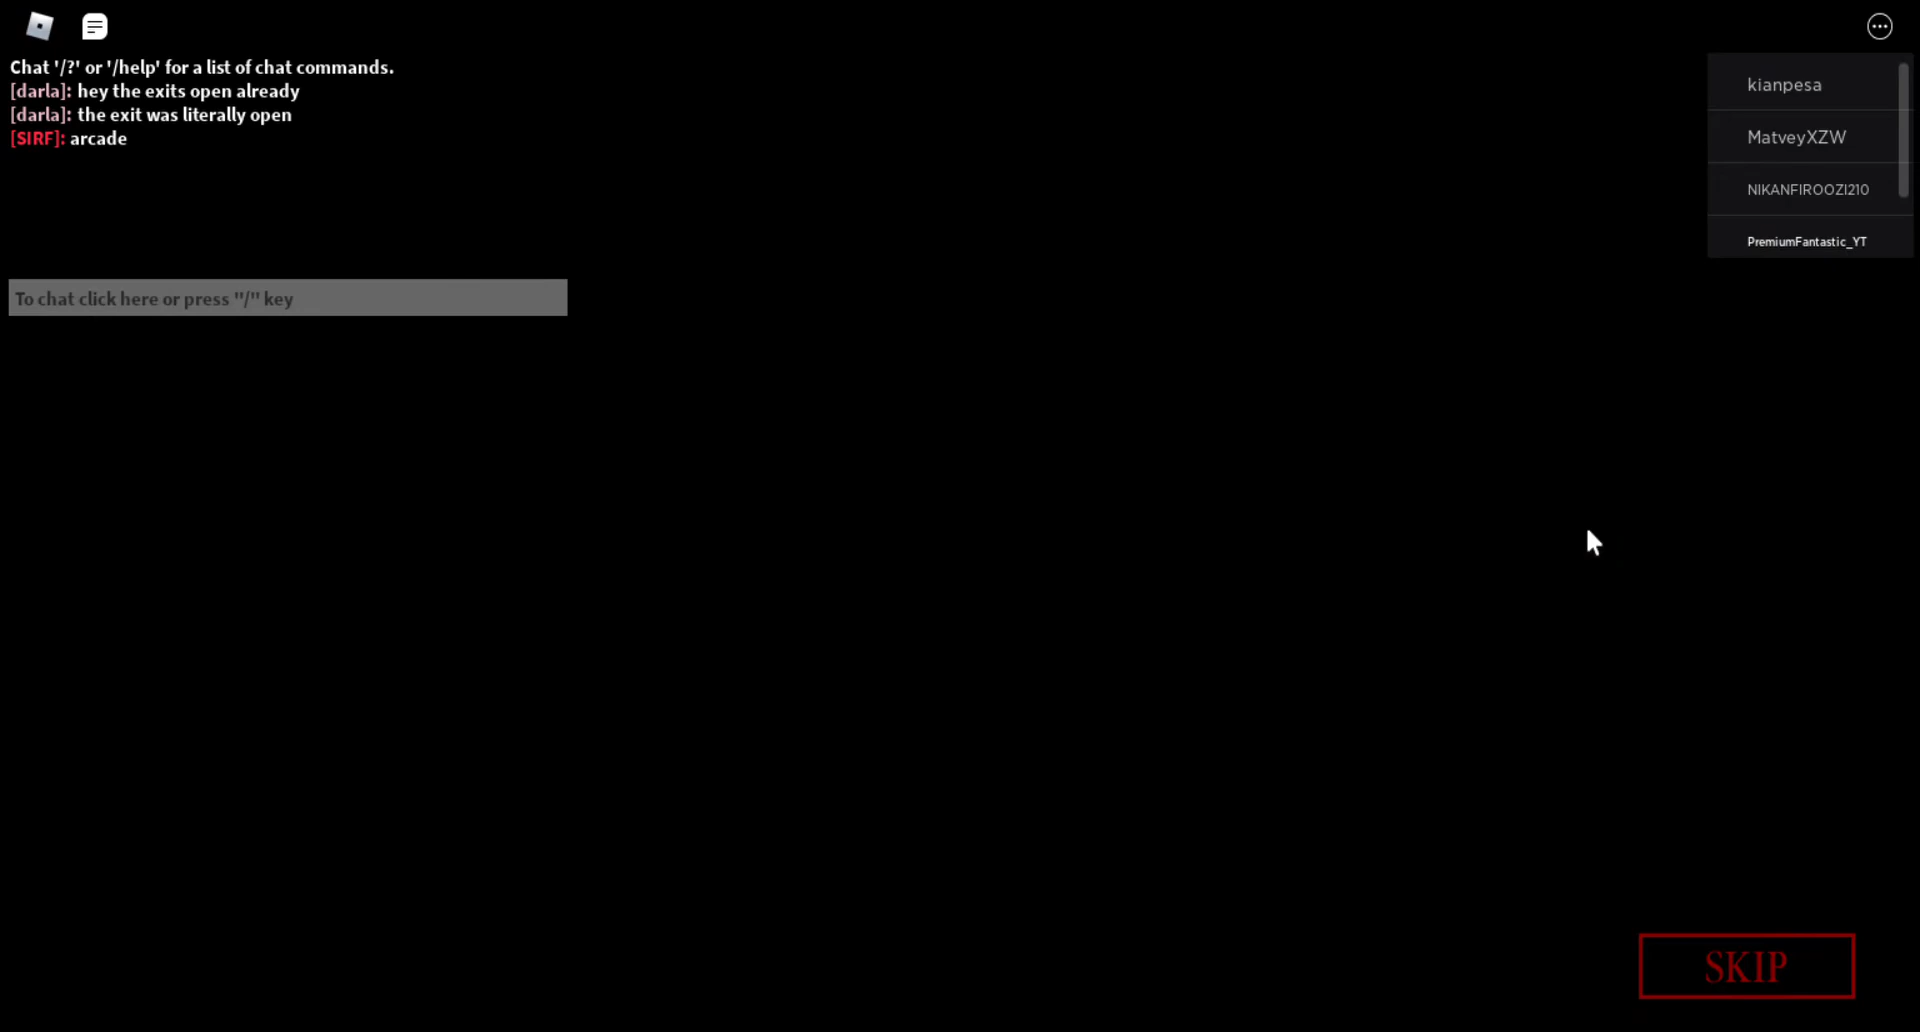 Chat '/?' or '/help' for a list of chat commands.
[darla]: hey the exits open already
[darla]: the exit was literally open
[SIRF]: arcade
To chat click here or press "/" key
kianpesa
MatveyXZW
NIKANFIROOZI210
PremiumFantastic_YT
SKIP